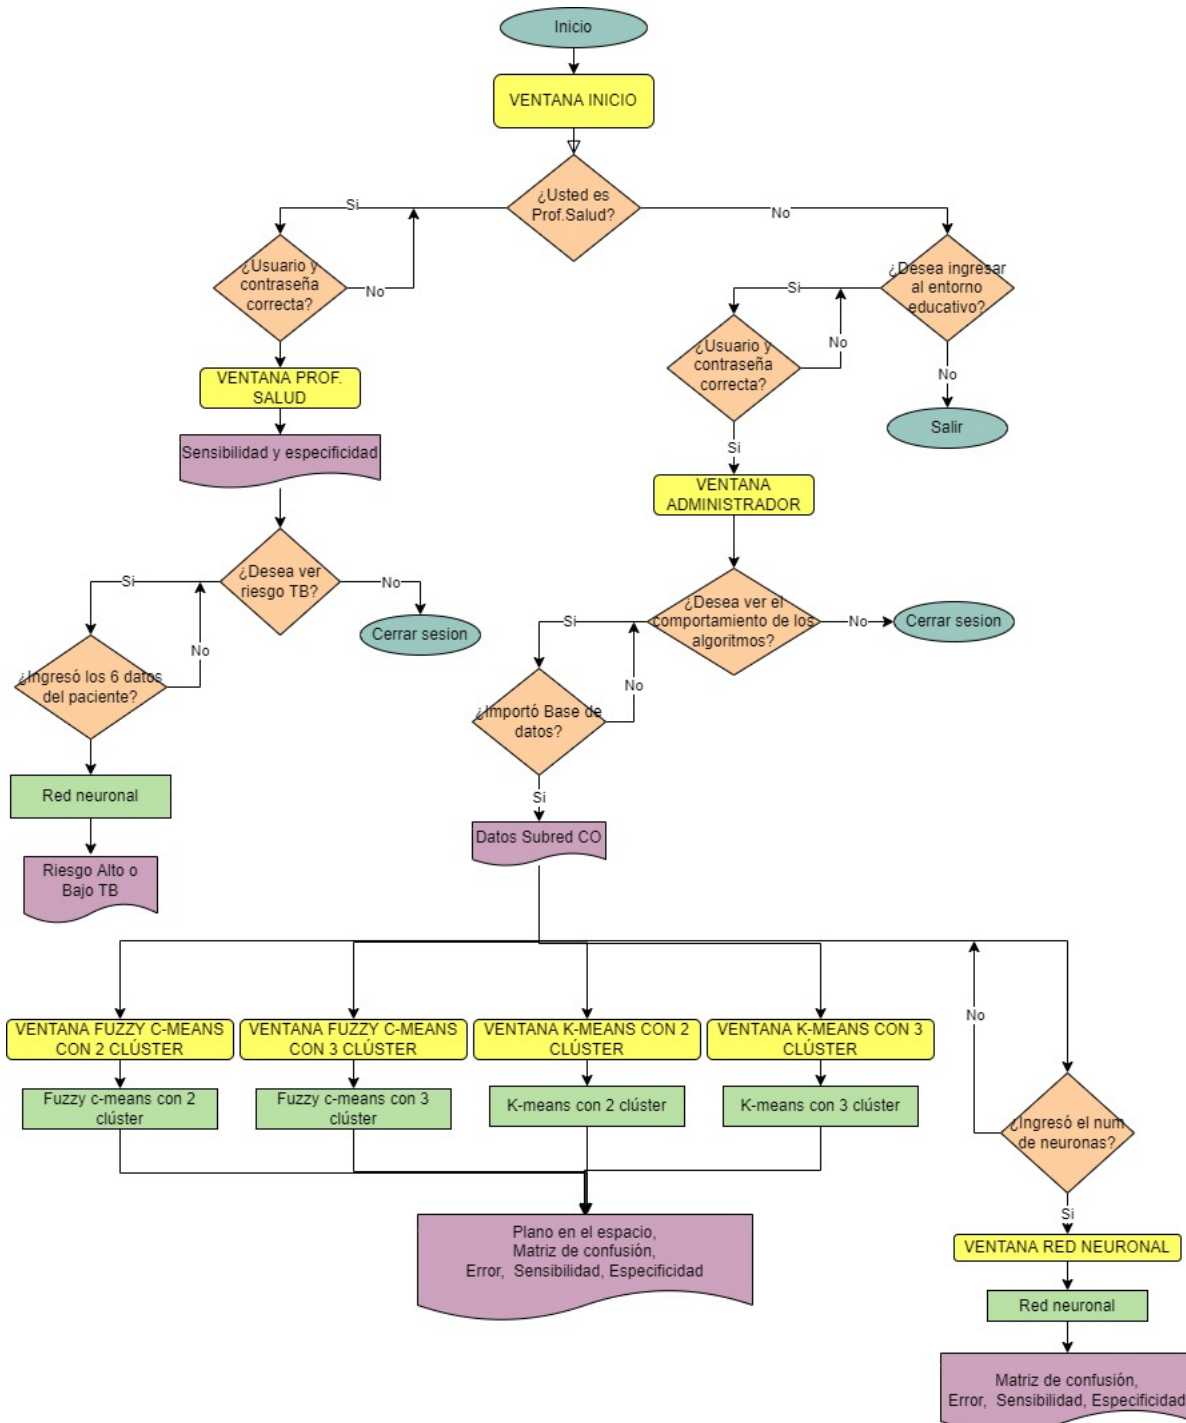 Inicio
VENTANA INICIO
¿Usted es
Prof.Salud?
Si
No
¿Usuario y
contraseña
correcta?
No
¿Desea ingresar
al entorno
educativo?
Si
No
No
¿Usuario y
contraseña
correcta?
VENTANA PROF.
SALUD
Salir
Sensibilidad y especificidad
Si
VENTANA
ADMINISTRADOR
¿Desea ver
riesgo TB?
Si
No
Cerrar sesion
¿Desea ver el
comportamiento de los
algoritmos?
Si
No
Cerrar sesion
No
¿Ingresó los 6 datos
del paciente?
No
¿Importó Base de
datos?
Red neuronal
Si
Datos Subred CO
Riesgo Alto o
Bajo TB
No
VENTANA FUZZY C-MEANS
CON 2 CLÚSTER
VENTANA FUZZY C-MEANS
CON 3 CLÚSTER
VENTANA K-MEANS CON 2
CLÚSTER
VENTANA K-MEANS CON 3
CLÚSTER
Fuzzy c-means con 2
clúster
Fuzzy c-means con 3
clúster
K-means con 2 clúster
K-means con 3 clúster
¿Ingresó el num
de neuronas?
Si
Plano en el espacio,
Matriz de confusión,
Error, Sensibilidad, Especificidad
VENTANA RED NEURONAL
Red neuronal
Matriz de confusión,
Error, Sensibilidad, Especificidad